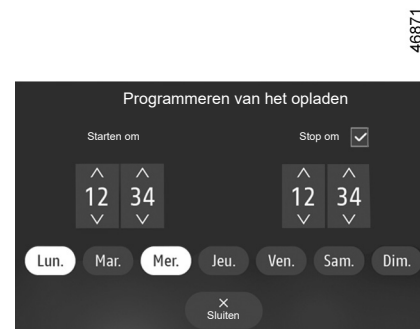 46871
Programmeren van het opladen
Starten om Stop om
12 34 12 34
Lun. Mar. Mer. Jeu. Ven. Sam. Dim.
Sluiten